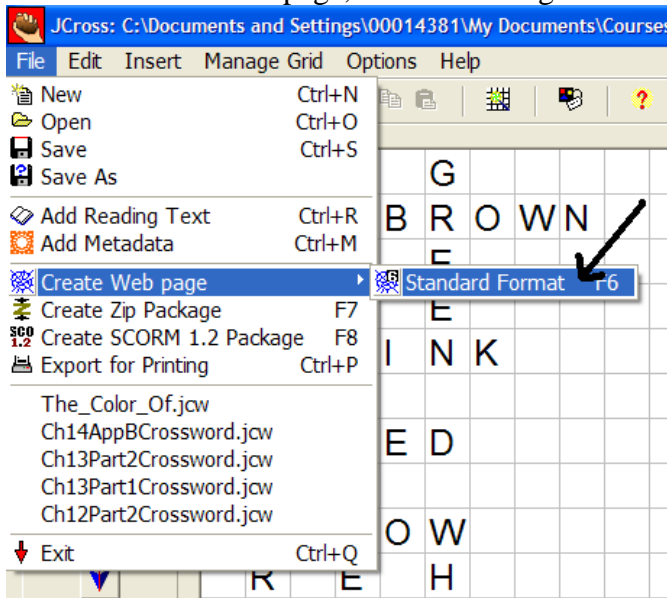 page,
JCross: C:\Documents and Settings\00014381\My Documents\Courses
File Edit Insert Manage Grid Options Help
New Ctrl+N
Open Ctrl+O
Save Ctrl+S
Save As
Add Reading Text Ctrl+R
Add Metadata Ctrl+M
Create Web page
Standard Format F6
Create Zip Package F7
SCO 1.2 Create SCORM 1.2 Package F8
Export for Printing Ctrl+P
The_Color_Of.jcw
Ch14AppBCrossword.jcw
Ch13Part2Crossword.jcw
Ch13Part1Crossword.jcw
Ch12Part2Crossword.jcw
Exit Ctrl+Q
G
B R O W N
E
E
I N K
E D
O W
R E H